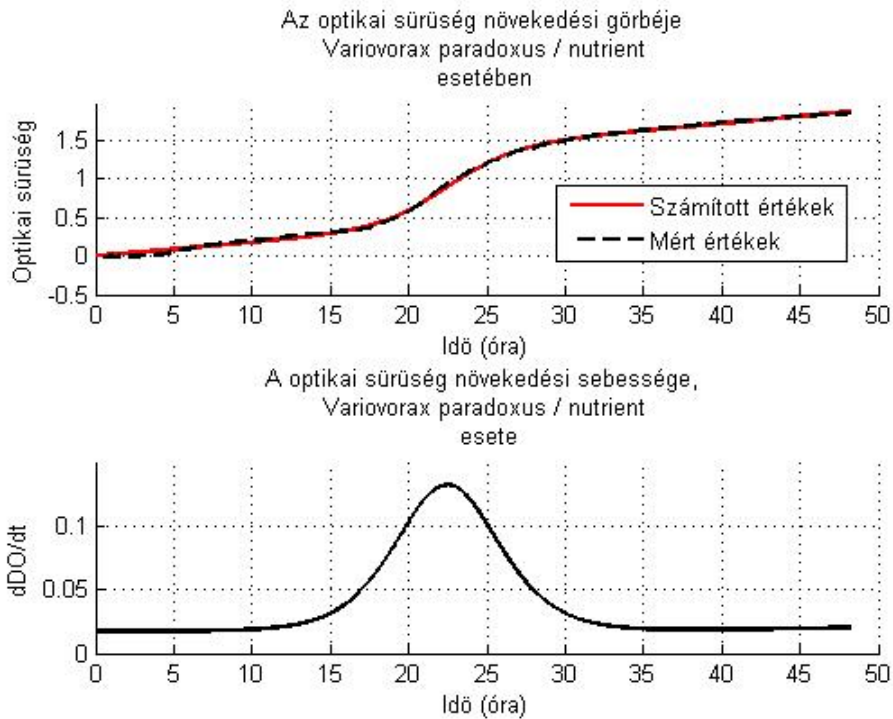 Az optikai sürüség növekedési görbéje
Variovorax paradoxus / nutrient
esetében
Optikai sürüség
1.5
1
0.5
0
-0.5
Számított értékek
Mért értékek
0 5 10 15 20 25 30 35 40 45 50
Idö (óra)
A optikai sürüség növekedési sebessége,
Variovorax paradoxus / nutrient
esete
dDO/dt
0.1
0.05
0
0 5 10 15 20 25 30 35 40 45 50
Idö (óra)